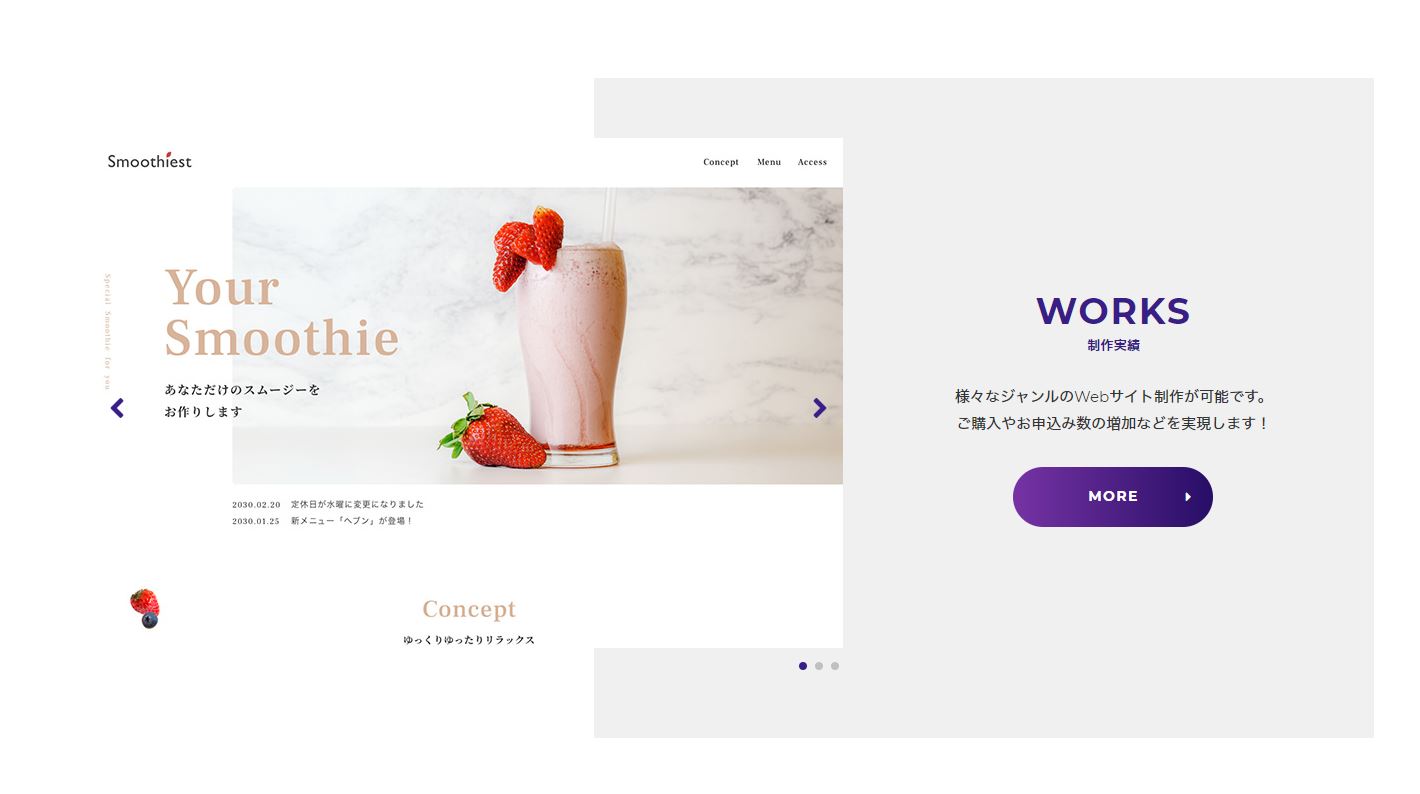 Smoothiest
Concept Menu Access
Special Smoothie for you
Your
Smoothie
あなただけのスムージーを
お作りします
2030.02.20 定休日が水曜に変更になりました
2030.01.25 新メニュー「ヘブン」が登場！
Concept
ゆっくりゆったりリラックス
WORKS
制作実績
様々なジャンルのWebサイト制作が可能です。
ご購入やお申込み数の増加などを実現します！
MORE